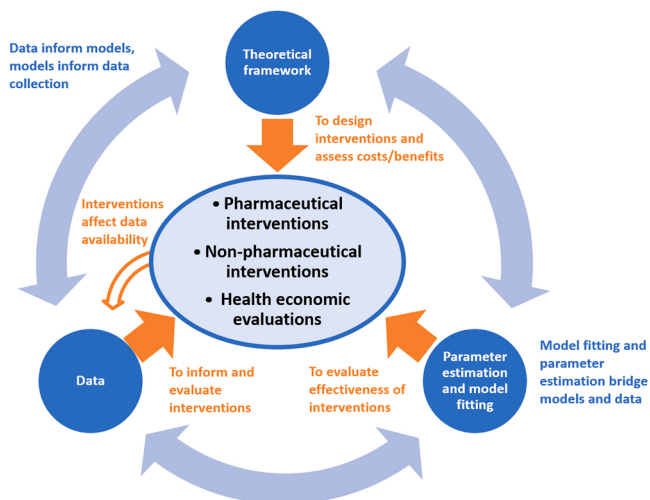 Data inform models,
models inform data
collection
Theoretical
framework
To design
interventions and
assess costs/benefits
Interventions
affect data
availability
• Pharmaceutical
interventions
• Non-pharmaceutical
interventions
• Health economic
evaluations
Data
To inform and
evaluate
interventions
To evaluate
effectiveness of
interventions
Parameter
estimation
and model
fitting
Model fitting and
parameter
estimation bridge
models and data